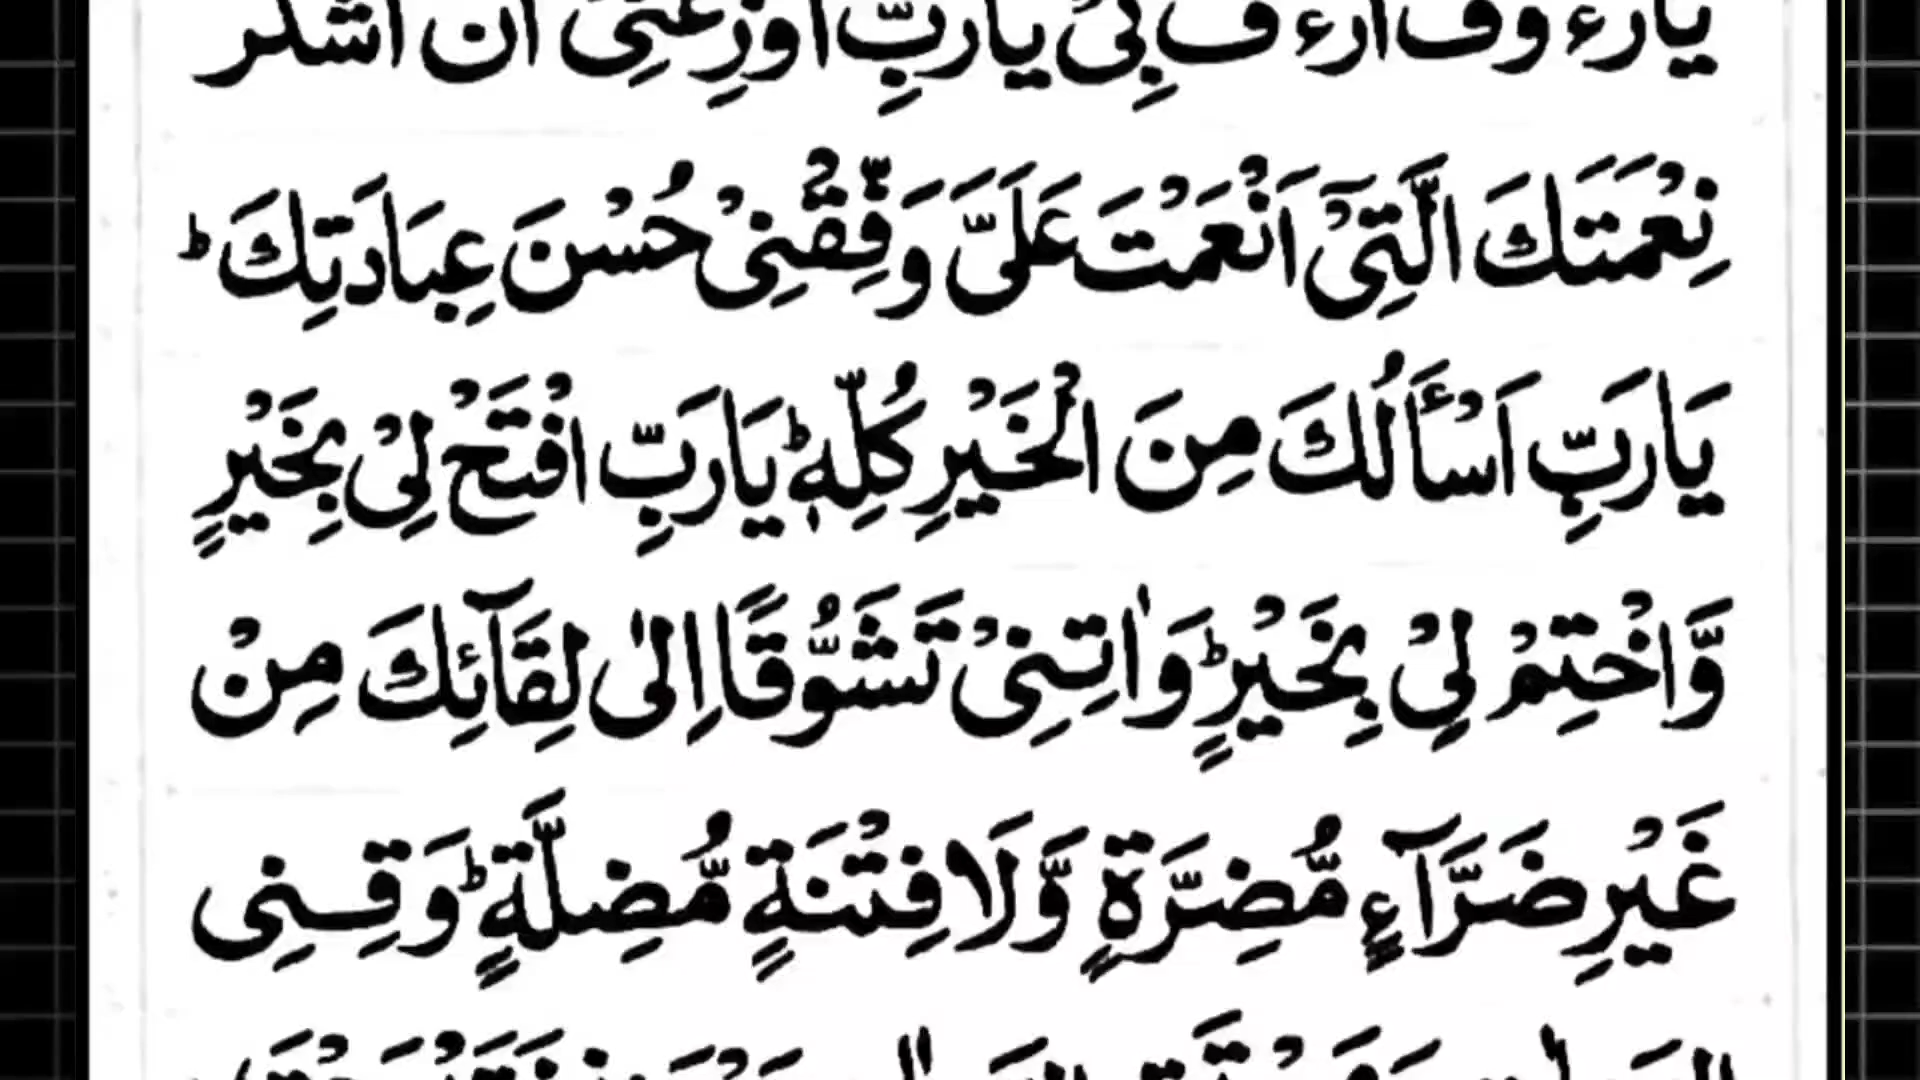 يَارَءُوفُ ارْءُفْ بِيْ يَارَبِّ اَوْزِعْنِيْ اَنْ اَشْكُرَ
نِعْمَتَكَ الَّتِيْٓ اَنْعَمْتَ عَلَيَّ وَفِّقْنِيْ حُسْنَ عِبَادَتِكَ ؕ
يَارَبِّ اَسْأَلُكَ مِنَ الْخَيْرِ كُلِّهٖ ؕ يَارَبِّ افْتَحْ لِيْ بِخَيْرٍ
وَّاخْتِمْ لِيْ بِخَيْرٍ ؕ وَاٰتِنِيْ تَشَوُّقًا اِلٰى لِقَآئِكَ مِنْ
غَيْرِ ضَرَّآءٍ مُّضِرَّةٍ وَّلَا فِتْنَةٍ مُّضِلَّةٍ ؕ وَقِنِى